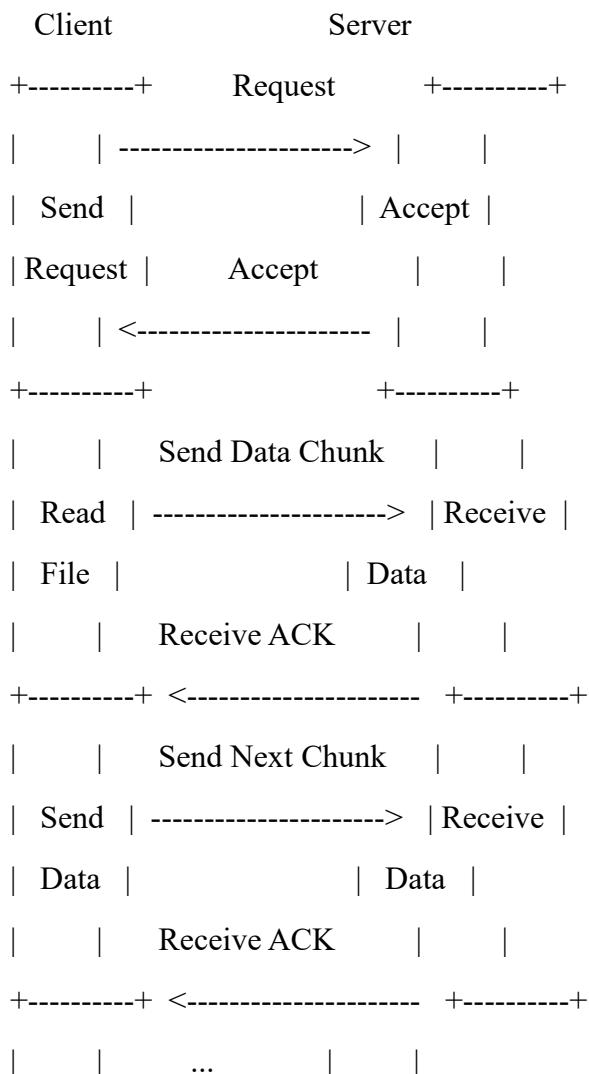 Client Server
+----------+ Request +----------+
| | ----------------------> | |
| Send | | Accept |
| Request | Accept | |
| | <---------------------- | |
+----------+ +----------+
| | Send Data Chunk | |
| Read | ----------------------> | Receive |
| File | | Data |
| | Receive ACK | |
+----------+ <---------------------- +----------+
| | Send Next Chunk | |
| Send | ----------------------> | Receive |
| Data | | Data |
| | Receive ACK | |
+----------+ <---------------------- +----------+
| | ... | |